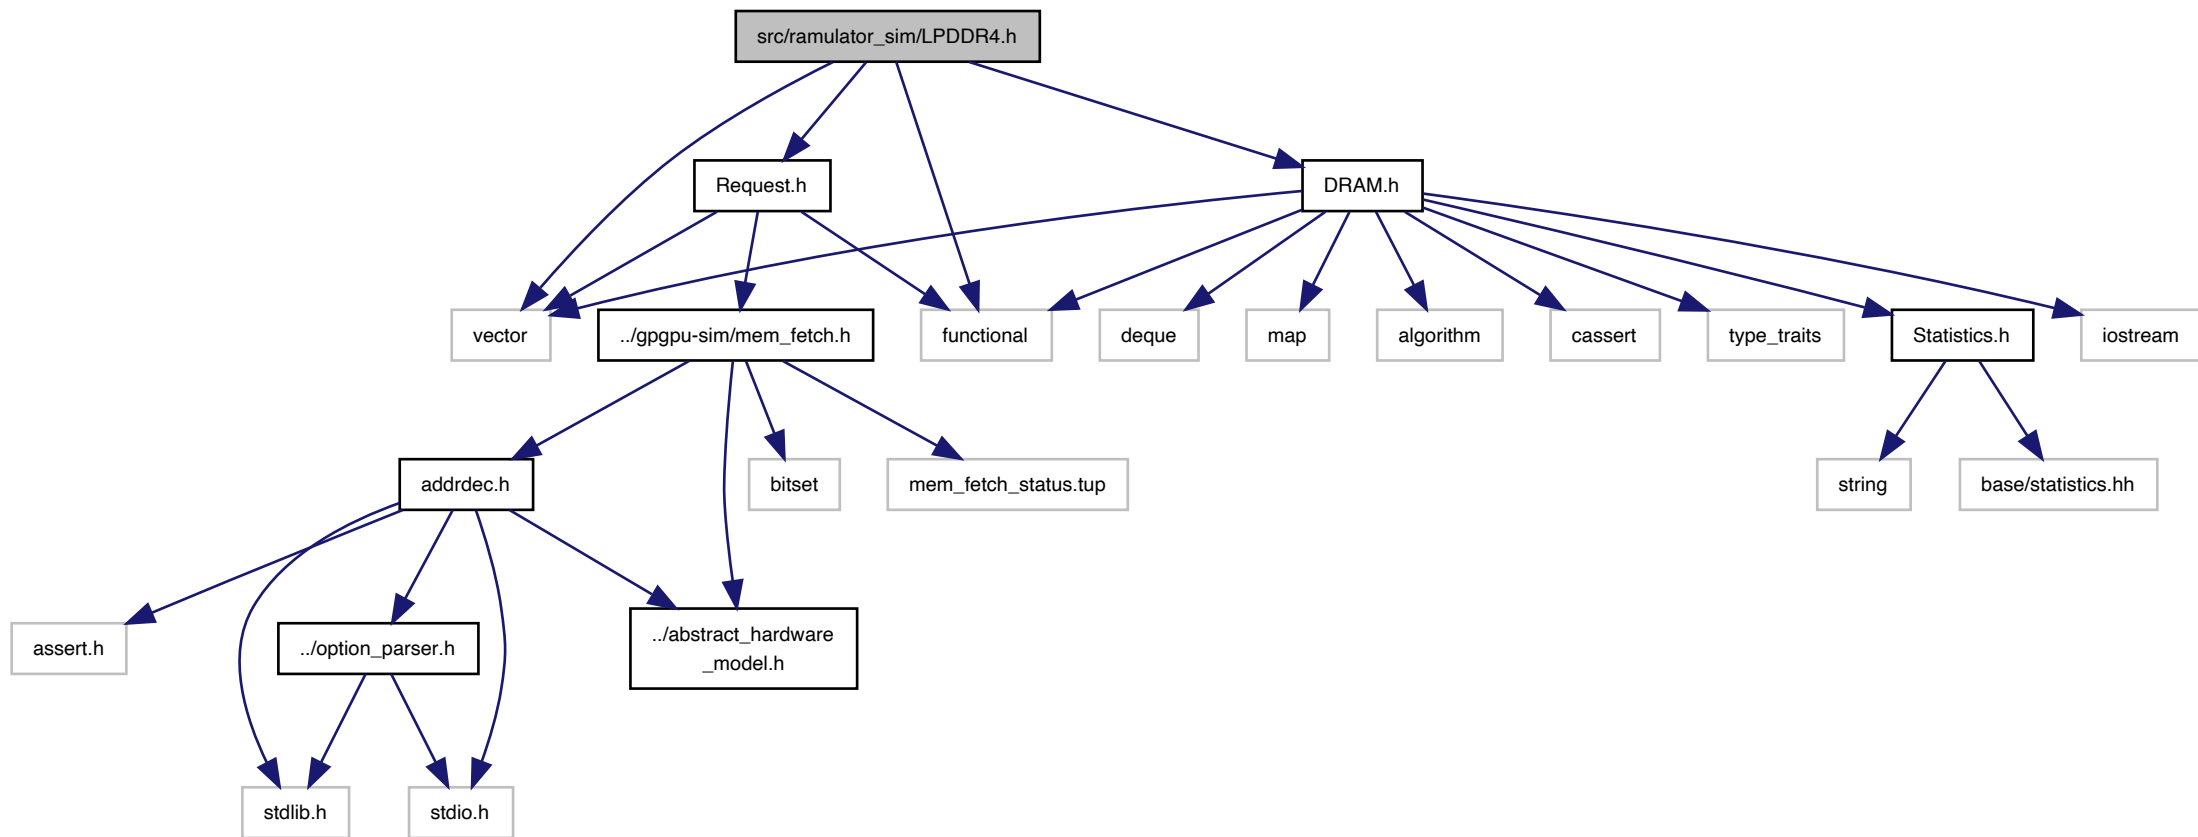 src/ramulator_sim/LPDDR4.h
Request.h
DRAM.h
vector
../gpgpu-sim/mem_fetch.h
functional
deque
map
algorithm
cassert
type_traits
Statistics.h
iostream
addrdec.h
bitset
mem_fetch_status.tup
string
base/statistics.hh
assert.h
../option_parser.h
../abstract_hardware
_model.h
stdlib.h
stdio.h